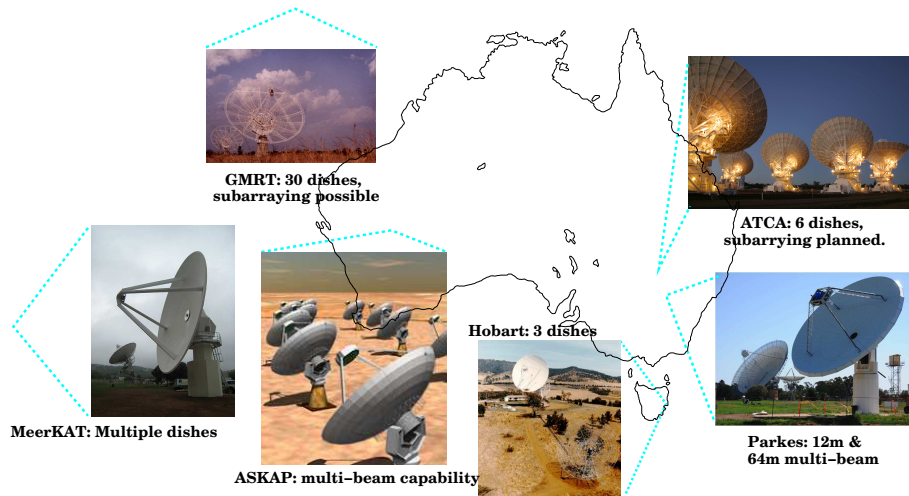 GMRT: 30 dishes,
subarraying possible
ATCA: 6 dishes,
subarrying planned.
Hobart: 3 dishes
MeerKAT: Multiple dishes
ASKAP: multi−beam capability
Parkes: 12m &
64m multi−beam